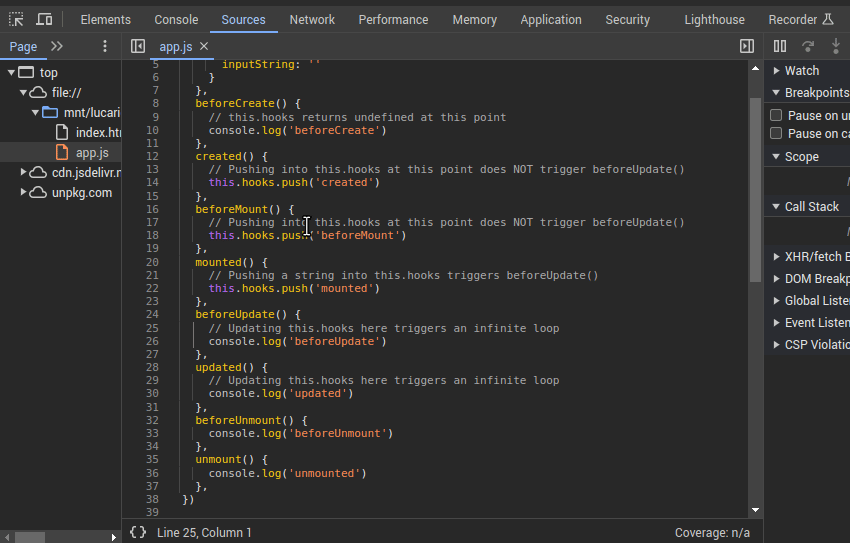 Elements Console Sources Network Performance Memory Application Security Lighthouse Recorder
Page app.js
top
file://
mnt/lucari
index.htm
app.js
cdn.jsdelivr.n
unpkg.com
5 inputString: ''
6 }
7 },
8 beforeCreate() {
9 // this.hooks returns undefined at this point
10 console.log('beforeCreate')
11 },
12 created() {
13 // Pushing into this.hooks at this point does NOT trigger beforeUpdate()
14 this.hooks.push('created')
15 },
16 beforeMount() {
17 // Pushing into this.hooks at this point does NOT trigger beforeUpdate()
18 this.hooks.push('beforeMount')
19 },
20 mounted() {
21 // Pushing a string into this.hooks triggers beforeUpdate()
22 this.hooks.push('mounted')
23 },
24 beforeUpdate() {
25 // Updating this.hooks here triggers an infinite loop
26 console.log('beforeUpdate')
27 },
28 updated() {
29 // Updating this.hooks here triggers an infinite loop
30 console.log('updated')
31 },
32 beforeUnmount() {
33 console.log('beforeUnmount')
34 },
35 unmount() {
36 console.log('unmounted')
37 },
38 })
39
{} Line 25, Column 1 Coverage: n/a
Watch
Breakpoints
Pause on un
Pause on ca
Scope
Call Stack
XHR/fetch B
DOM Breakp
Global Liste
Event Listen
CSP Violatio